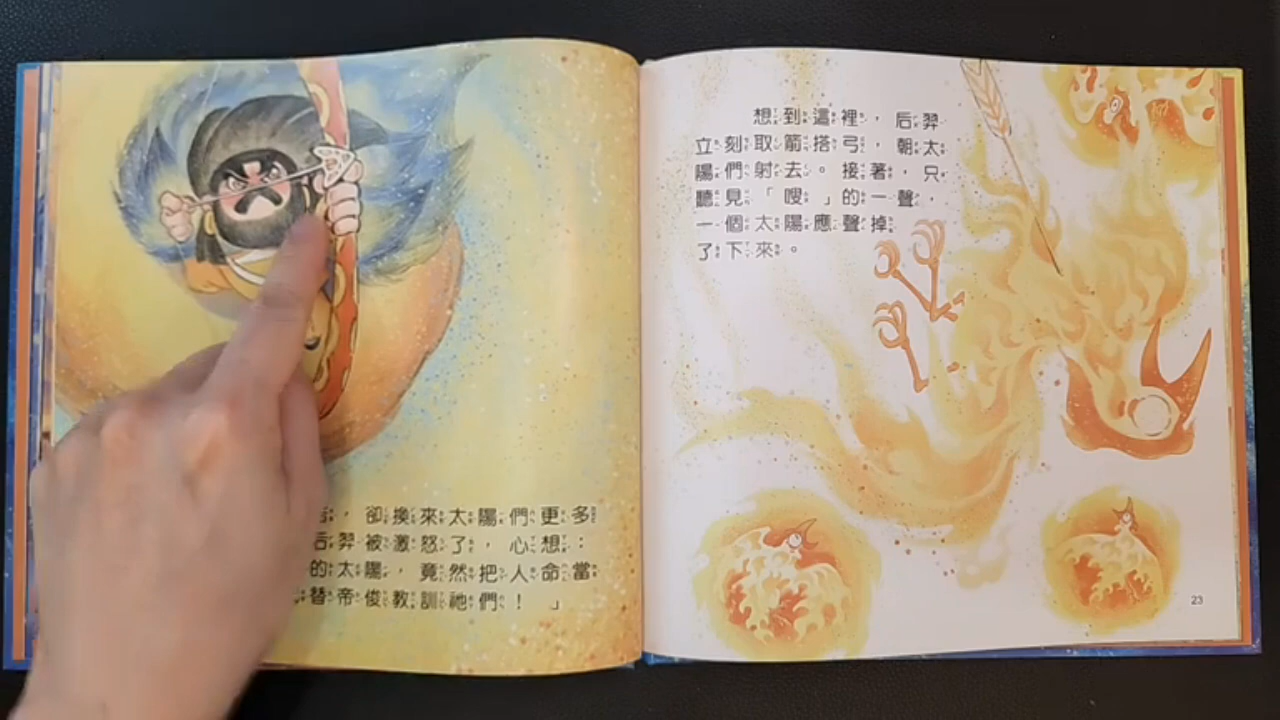 ，卻換來太陽們更多
后羿被激怒了，心想：
的太陽，竟然把人命當
替帝俊教訓祂們！」
想到這裡，后羿
立刻取箭搭弓，朝太
陽們射去。接著，只
聽見「嗖」的一聲，
一個太陽應聲掉
了下來。
23